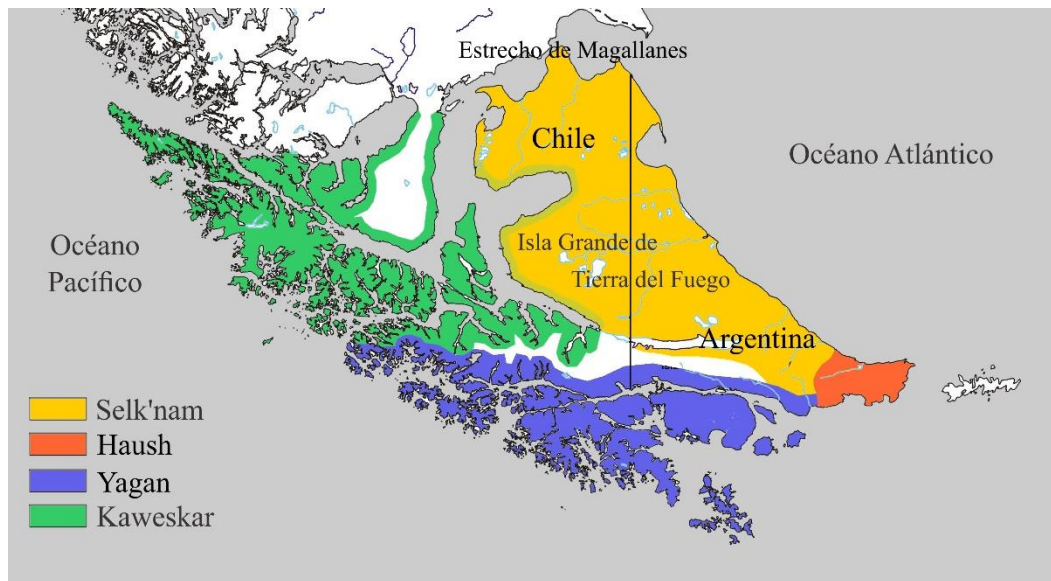 Estrecho de Magallanes
Chile
Océano Atlántico
Océano
Pacífico
Isla Grande de
Tierra del Fuego
Argentina
Selk'nam
Haush
Yagan
Kaweskar